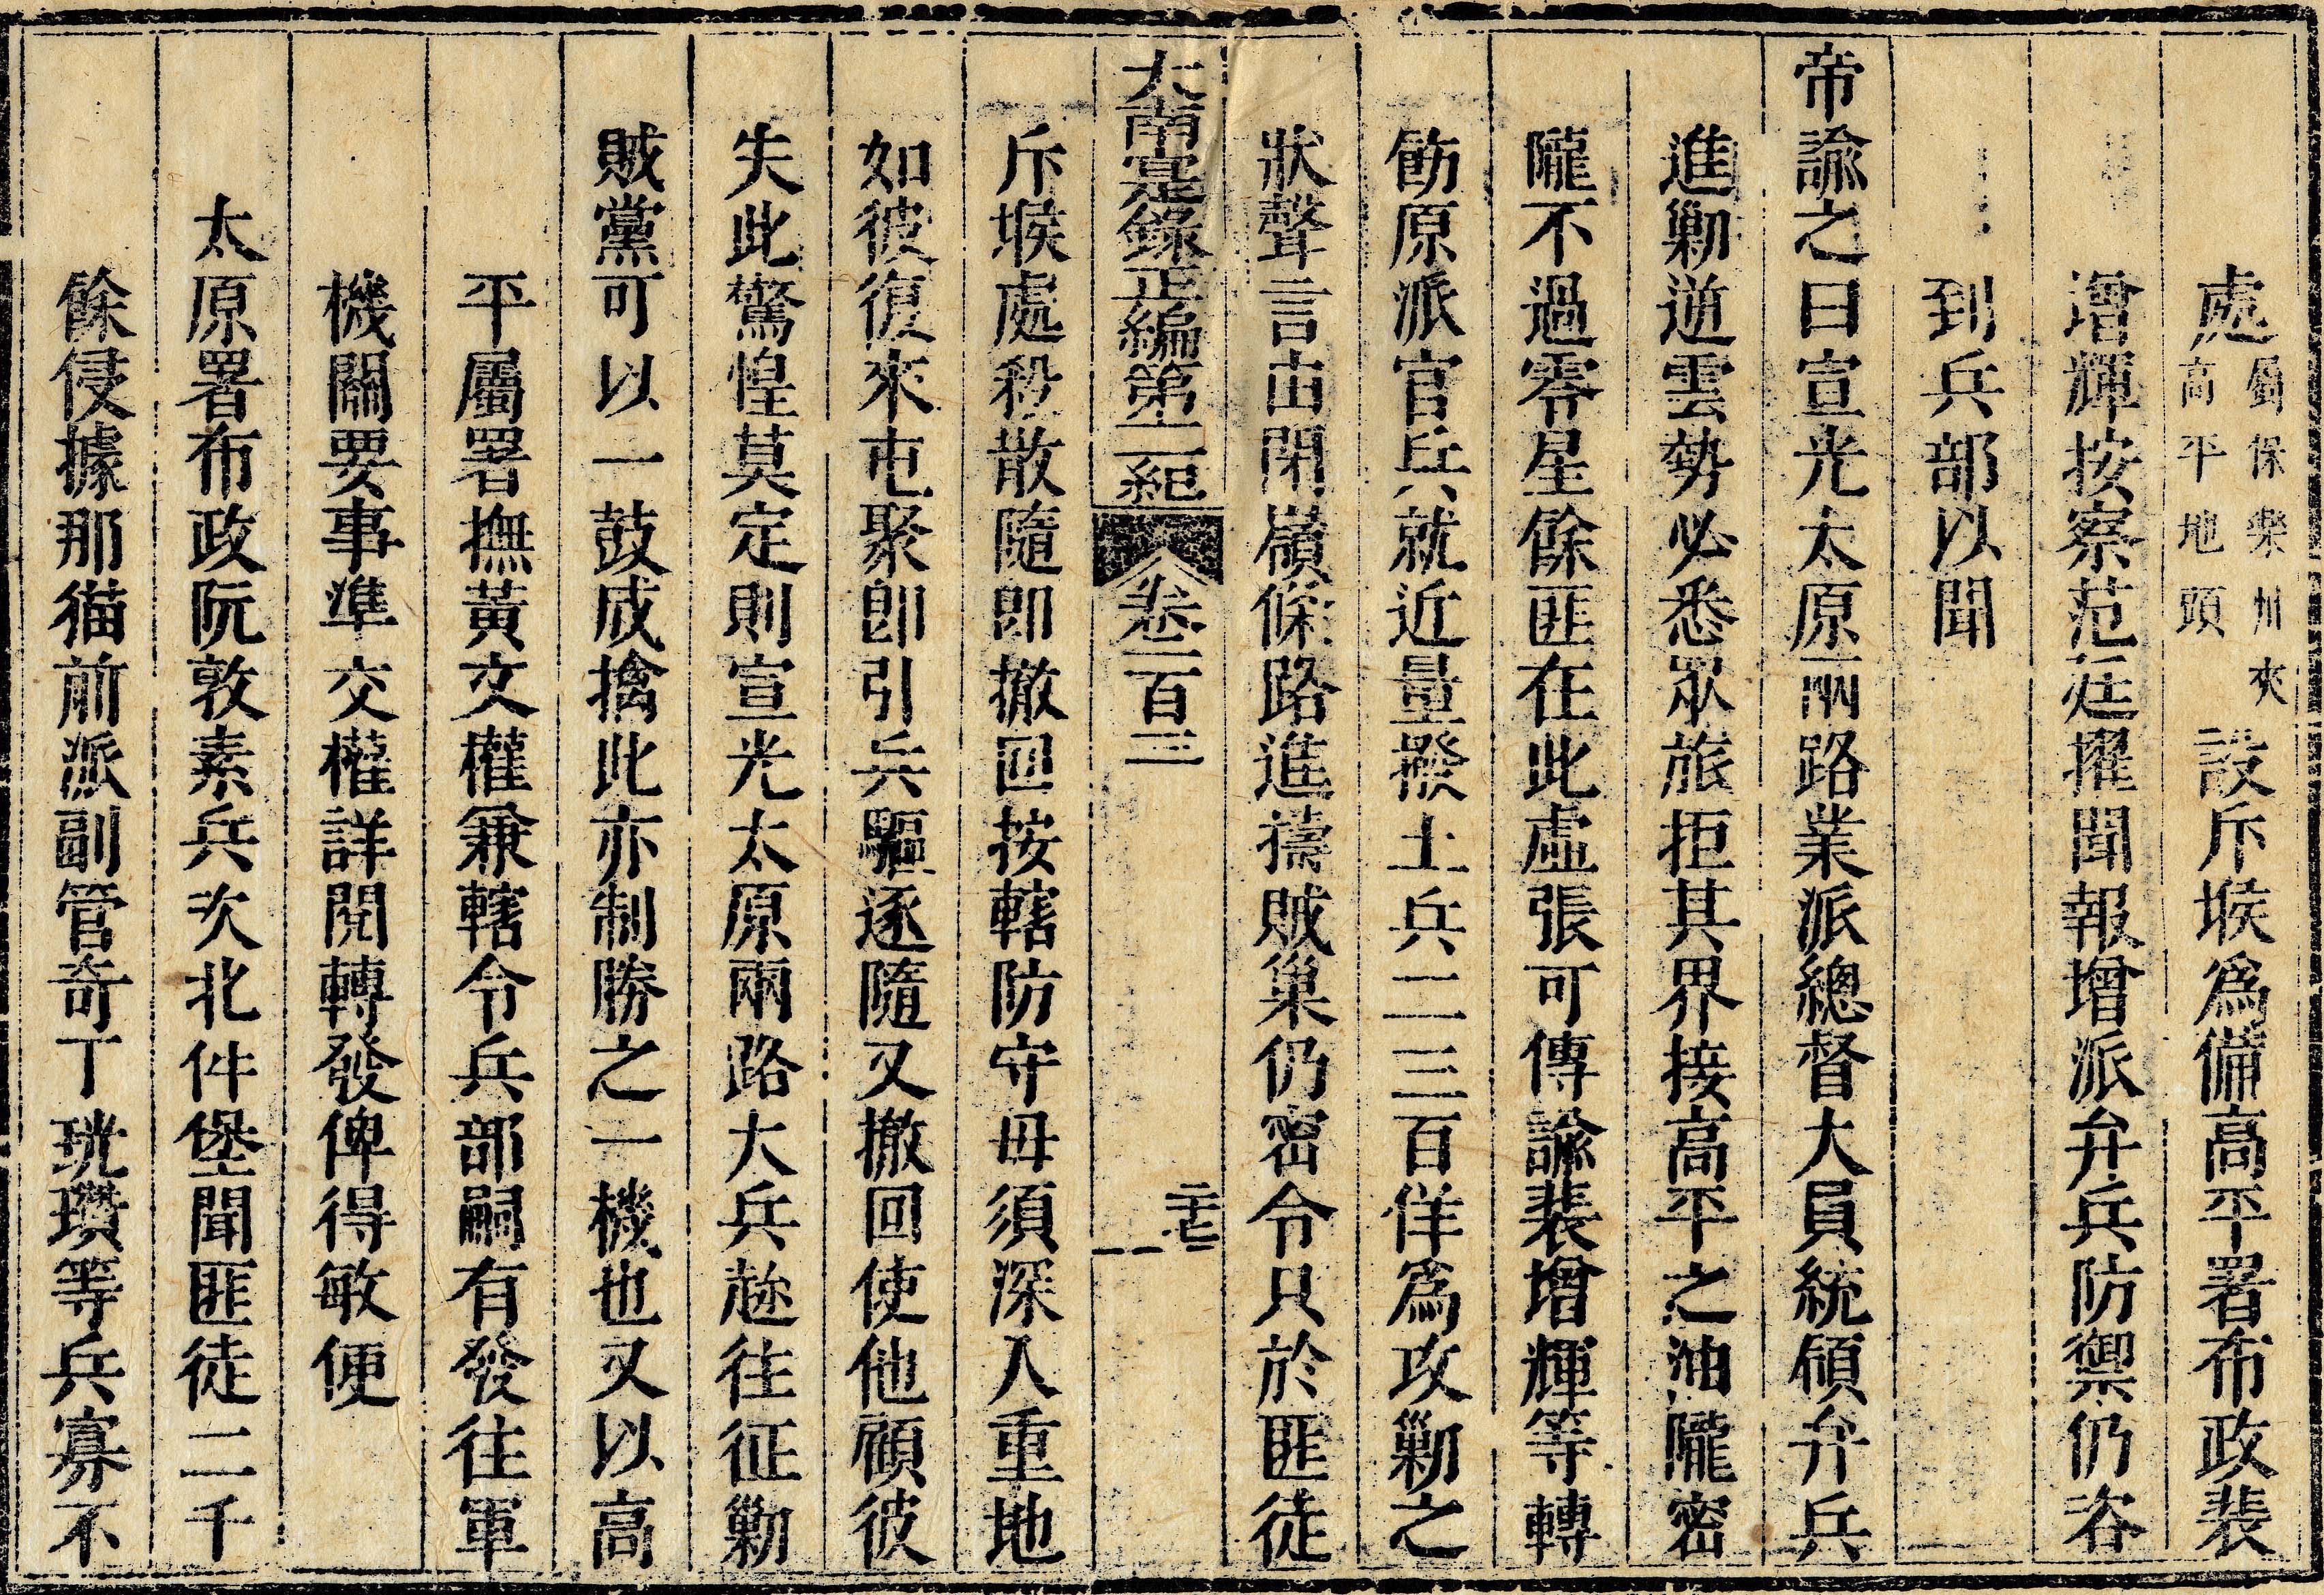 處屬保樂州夾高平地頭設斥堠爲備高平署布政裴
增輝按察范廷擢聞報增派弁兵防禦仍咨
到兵部以聞
帝諭之曰宣光太原兩路業派總督大員統領弁兵
進勦遊雲勢必悉眾旅拒其界接高平之油隴密
隴不過零星餘匪在此虛張可傳諭裴增輝等轉
飭原派官兵就近量撥土兵二三百佯爲攻勦之
狀聲言由閉嶺條路進擣賊巢仍密令只於匪徒
大南寔錄正編第二紀 卷一百三 二十七
斥堠處殺散隨即撤回按轄防守毋須深入重地
如彼復來屯聚即引兵驅逐隨又撤回使他顧彼
失此驚惶莫定則宣光太原兩路大兵趂往征勦
賊黨可以一鼓成擒此亦制勝之一機也又以高
平屬署撫黃文權兼轄令兵部嗣有發往軍
機關要事準交權詳閱轉發俾得敏便
太原署布政阮敦素兵次北件堡聞匪徒二千
餘侵據那猫前派副管奇丁珖瓚等兵寡不